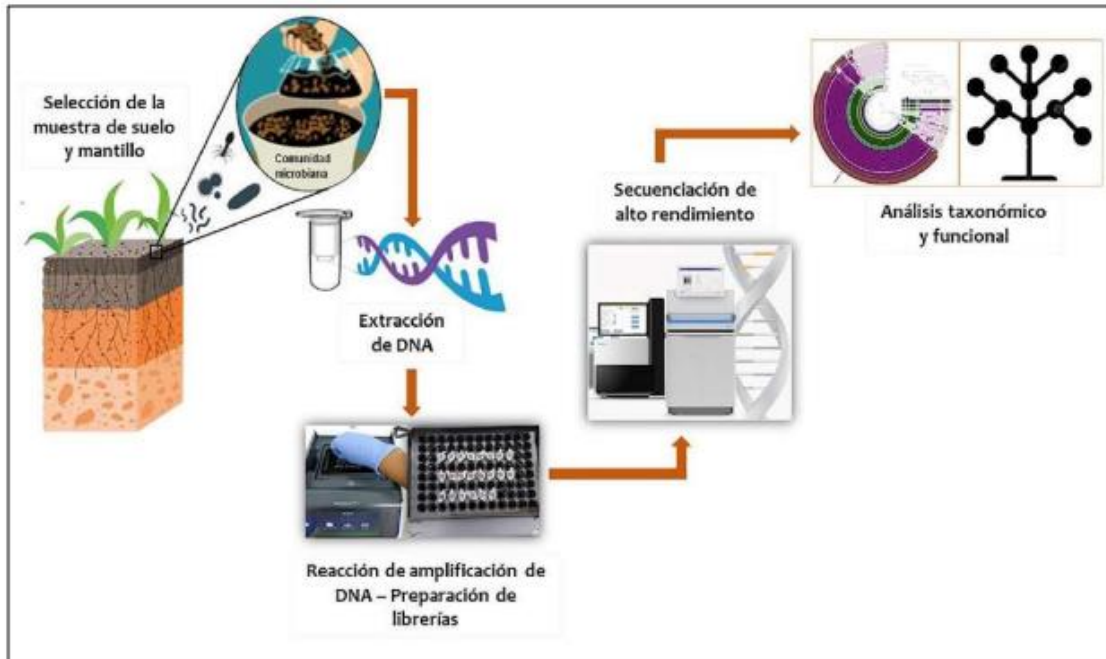 Selección de la
muestra de suelo
y mantillo
Comunidad
microbiana
Extracción
de DNA
Reacción de amplificación de
DNA – Preparación de
librerías
Secuenciación de
alto rendimiento
Análisis taxonómico
y funcional